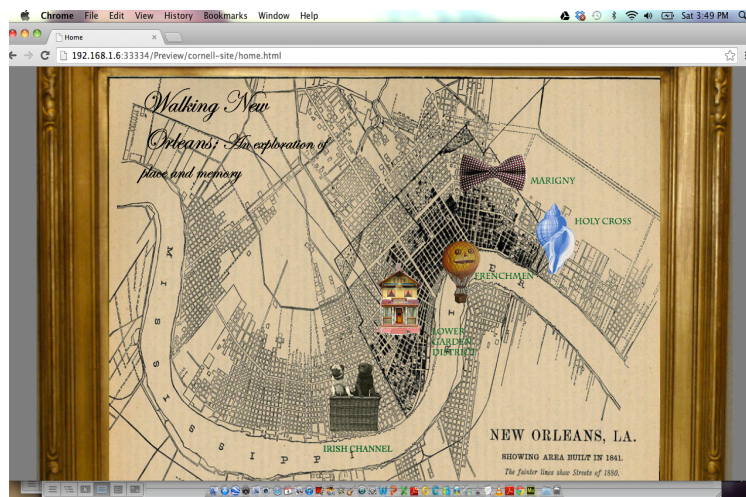 Chrome File Edit View History Bookmarks Window Help
Sat 3:49 PM
Home
192.168.1.6:33334/Preview/cornell-site/home.html
Walking New
Orleans: An exploration of
place and memory
MARIGNY
HOLY CROSS
FRENCHMEN
LOWER
GARDEN
DISTRICT
IRISH CHANNEL
MISSISSIPPI
NEW ORLEANS, LA.
SHOWING AREA BUILT IN 1841.
The fainter lines show Streets of 1880.